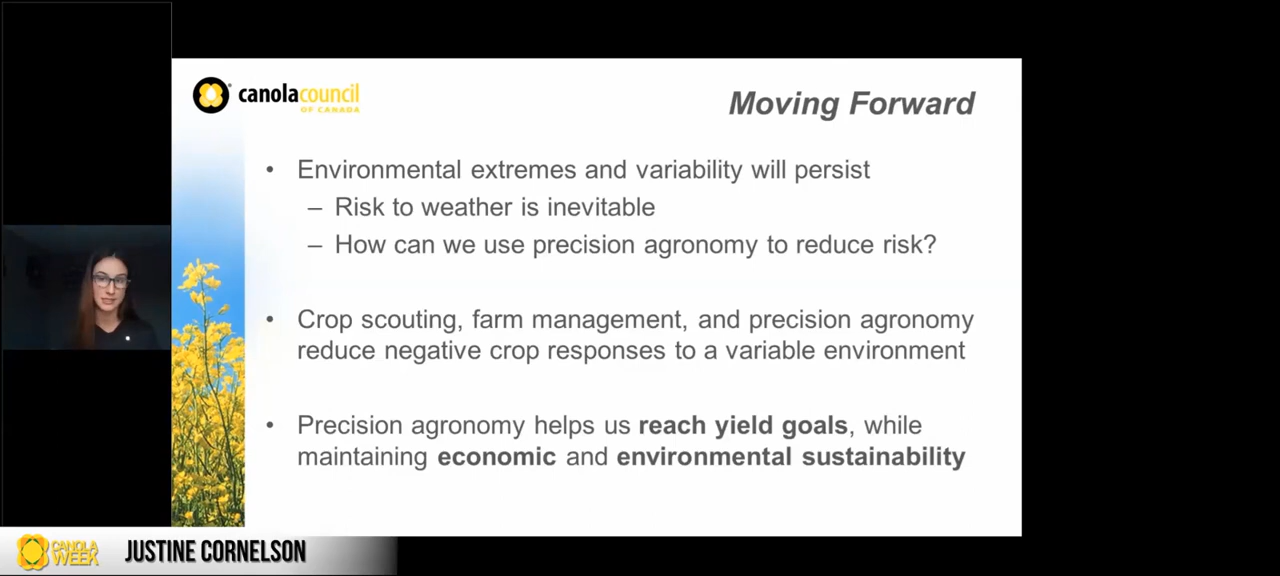 canolacouncil
OF CANADA
Moving Forward
• Environmental extremes and variability will persist
– Risk to weather is inevitable
– How can we use precision agronomy to reduce risk?
• Crop scouting, farm management, and precision agronomy
reduce negative crop responses to a variable environment
• Precision agronomy helps us reach yield goals, while
maintaining economic and environmental sustainability
CANOLA
WEEK
JUSTINE CORNELSON